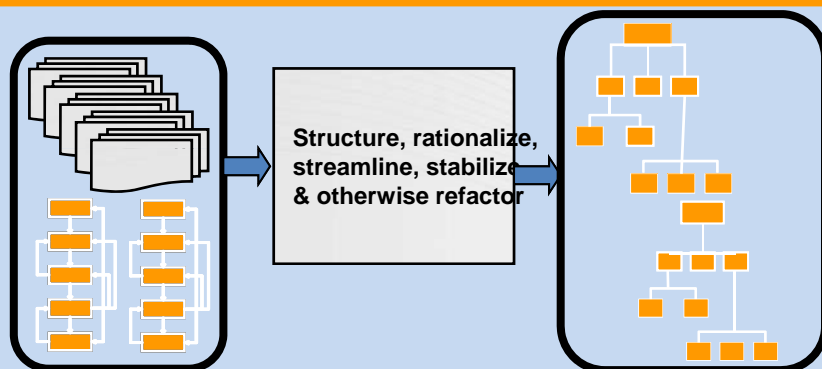 Structure, rationalize,
streamline, stabilize
& otherwise refactor